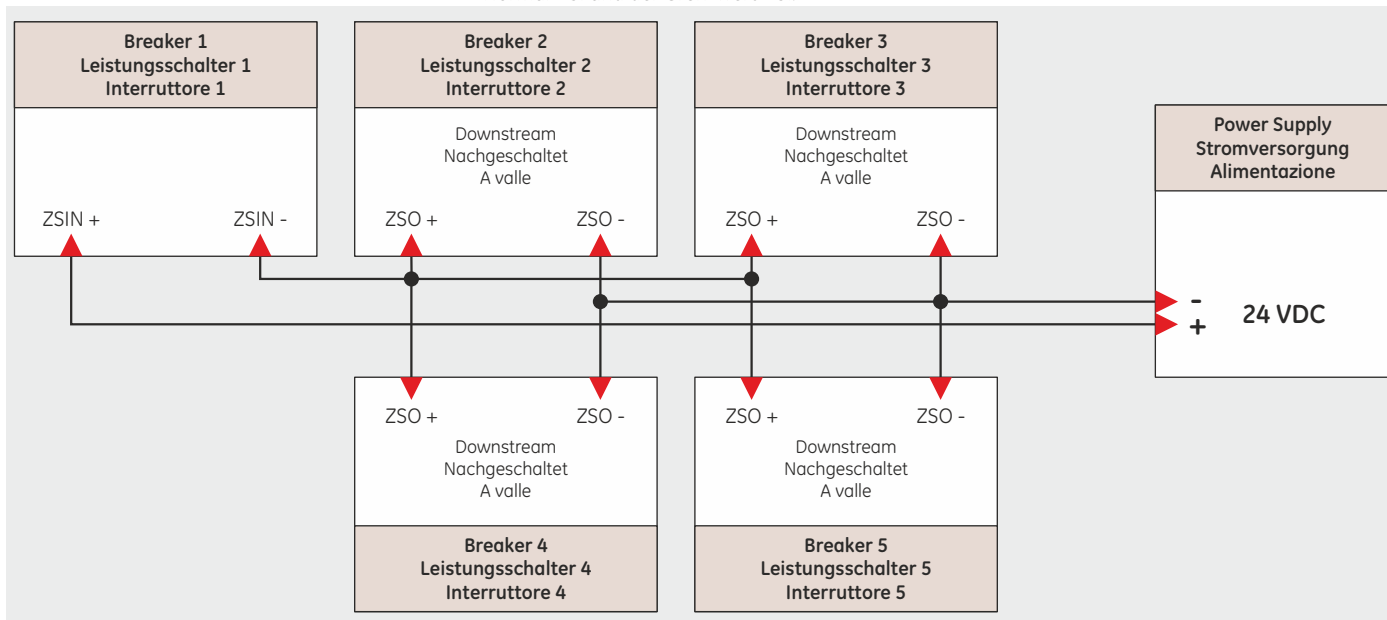 Breaker 1
Leistungsschalter 1
Interruttore 1
ZSIN +
ZSIN -
Breaker 2
Leistungsschalter 2
Interruttore 2
Downstream
Nachgeschaltet
A valle
ZSO +
ZSO -
Breaker 3
Leistungsschalter 3
Interruttore 3
Downstream
Nachgeschaltet
A valle
ZSO +
ZSO -
Power Supply
Stromversorgung
Alimentazione
-
+
24 VDC
ZSO +
ZSO -
Downstream
Nachgeschaltet
A valle
Breaker 4
Leistungsschalter 4
Interruttore 4
ZSO +
ZSO -
Downstream
Nachgeschaltet
A valle
Breaker 5
Leistungsschalter 5
Interruttore 5